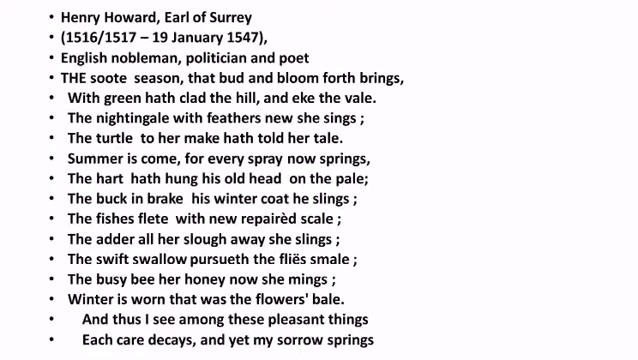 • Henry Howard, Earl of Surrey
• (1516/1517 – 19 January 1547),
• English nobleman, politician and poet
• THE soote season, that bud and bloom forth brings,
• With green hath clad the hill, and eke the vale.
• The nightingale with feathers new she sings ;
• The turtle to her make hath told her tale.
• Summer is come, for every spray now springs,
• The hart hath hung his old head on the pale;
• The buck in brake his winter coat he slings ;
• The fishes flete with new repairèd scale ;
• The adder all her slough away she slings ;
• The swift swallow pursueth the fliës smale ;
• The busy bee her honey now she mings ;
• Winter is worn that was the flowers' bale.
• And thus I see among these pleasant things
• Each care decays, and yet my sorrow springs